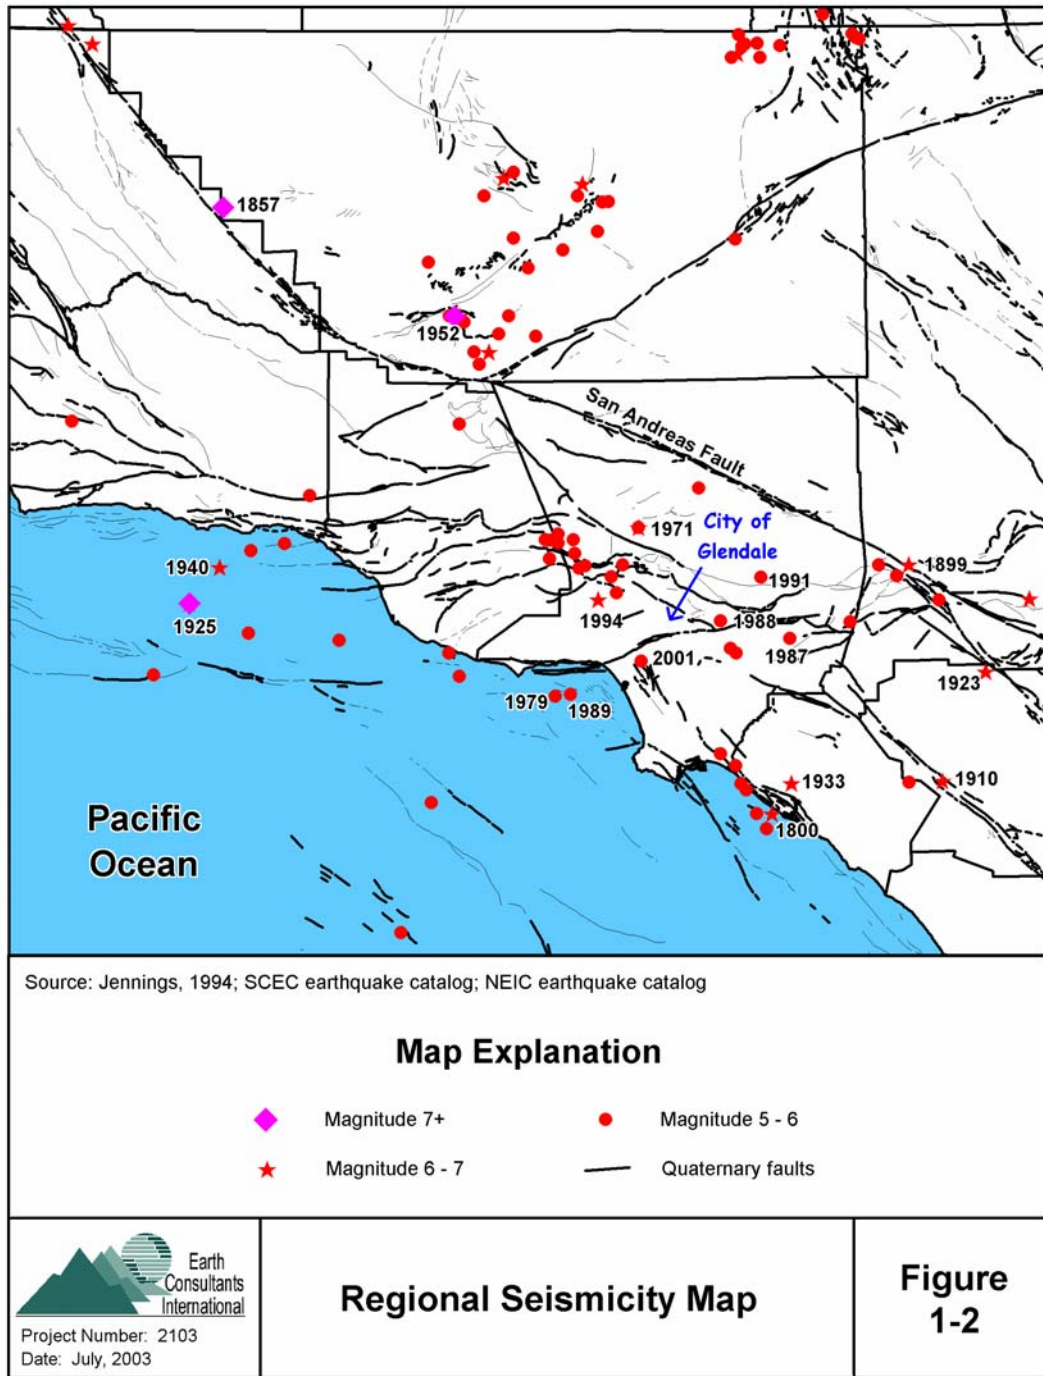 1857
1952
San Andreas Fault
1971
City of
Glendale
1940
1899
1991
1925
1994
1988
1987
2001
1923
1979
1989
1933
1910
1800
Pacific
Ocean
Source: Jennings, 1994; SCEC earthquake catalog; NEIC earthquake catalog
Map Explanation
Magnitude 7+
Magnitude 5 - 6
Magnitude 6 - 7
Quaternary faults
Earth
Consultants
International
Project Number: 2103
Date: July, 2003
Regional Seismicity Map
Figure
1-2